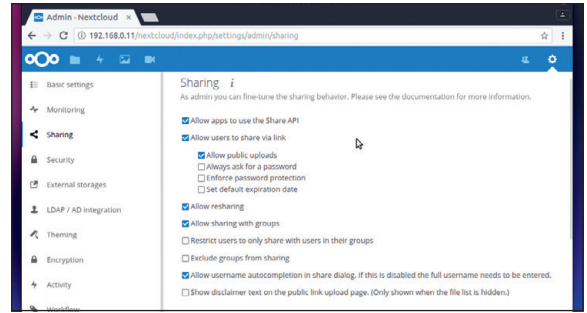 Admin - Nextcloud
192.168.0.11/nextcloud/index.php/settings/admin/sharing
Basic settings
Monitoring
Sharing
Security
External storages
LDAP / AD integration
Theming
Encryption
Activity
Workflow
Sharing i
As admin you can fine-tune the sharing behavior. Please see the documentation for more information.
Allow apps to use the Share API
Allow users to share via link
Allow public uploads
Always ask for a password
Enforce password protection
Set default expiration date
Allow resharing
Allow sharing with groups
Restrict users to only share with users in their groups
Exclude groups from sharing
Allow username autocompletion in share dialog. If this is disabled the full username needs to be entered.
Show disclaimer text on the public link upload page. (Only shown when the file list is hidden.)